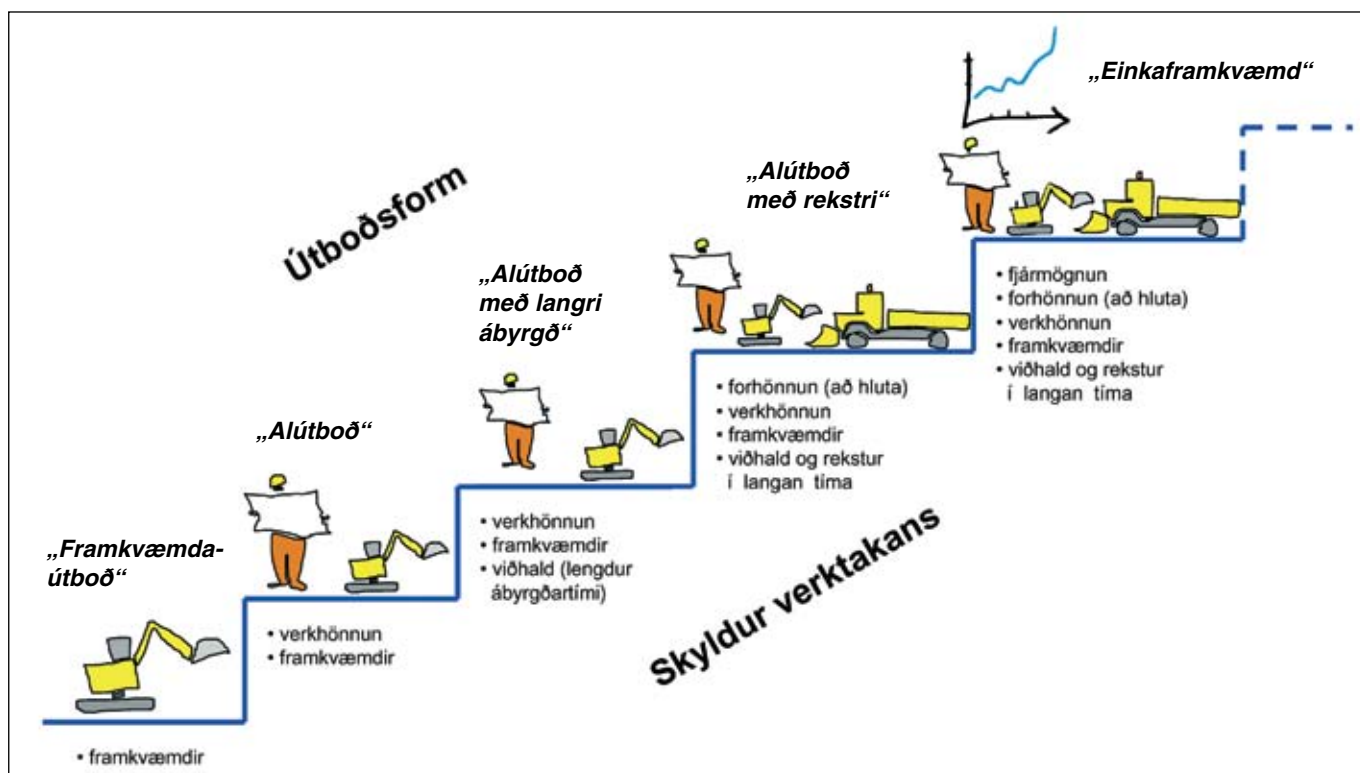 „Einkaframkvæmd“
Útboðsform
„Alútboð
með rekstri“
„Alútboð
með langri
ábyrgð“
„Alútboð“
„Framkvæmda-
útboð“
• fjármögnun
• forhönnun (að hluta)
• verkhönnun
• framkvæmdir
• viðhald og rekstur
í langan tíma
• forhönnun (að hluta)
• verkhönnun
• framkvæmdir
• viðhald og rekstur
í langan tíma
• verkhönnun
• framkvæmdir
• viðhald (lengdur
ábyrgðartími)
• verkhönnun
• framkvæmdir
• framkvæmdir
Skyldur verktakans